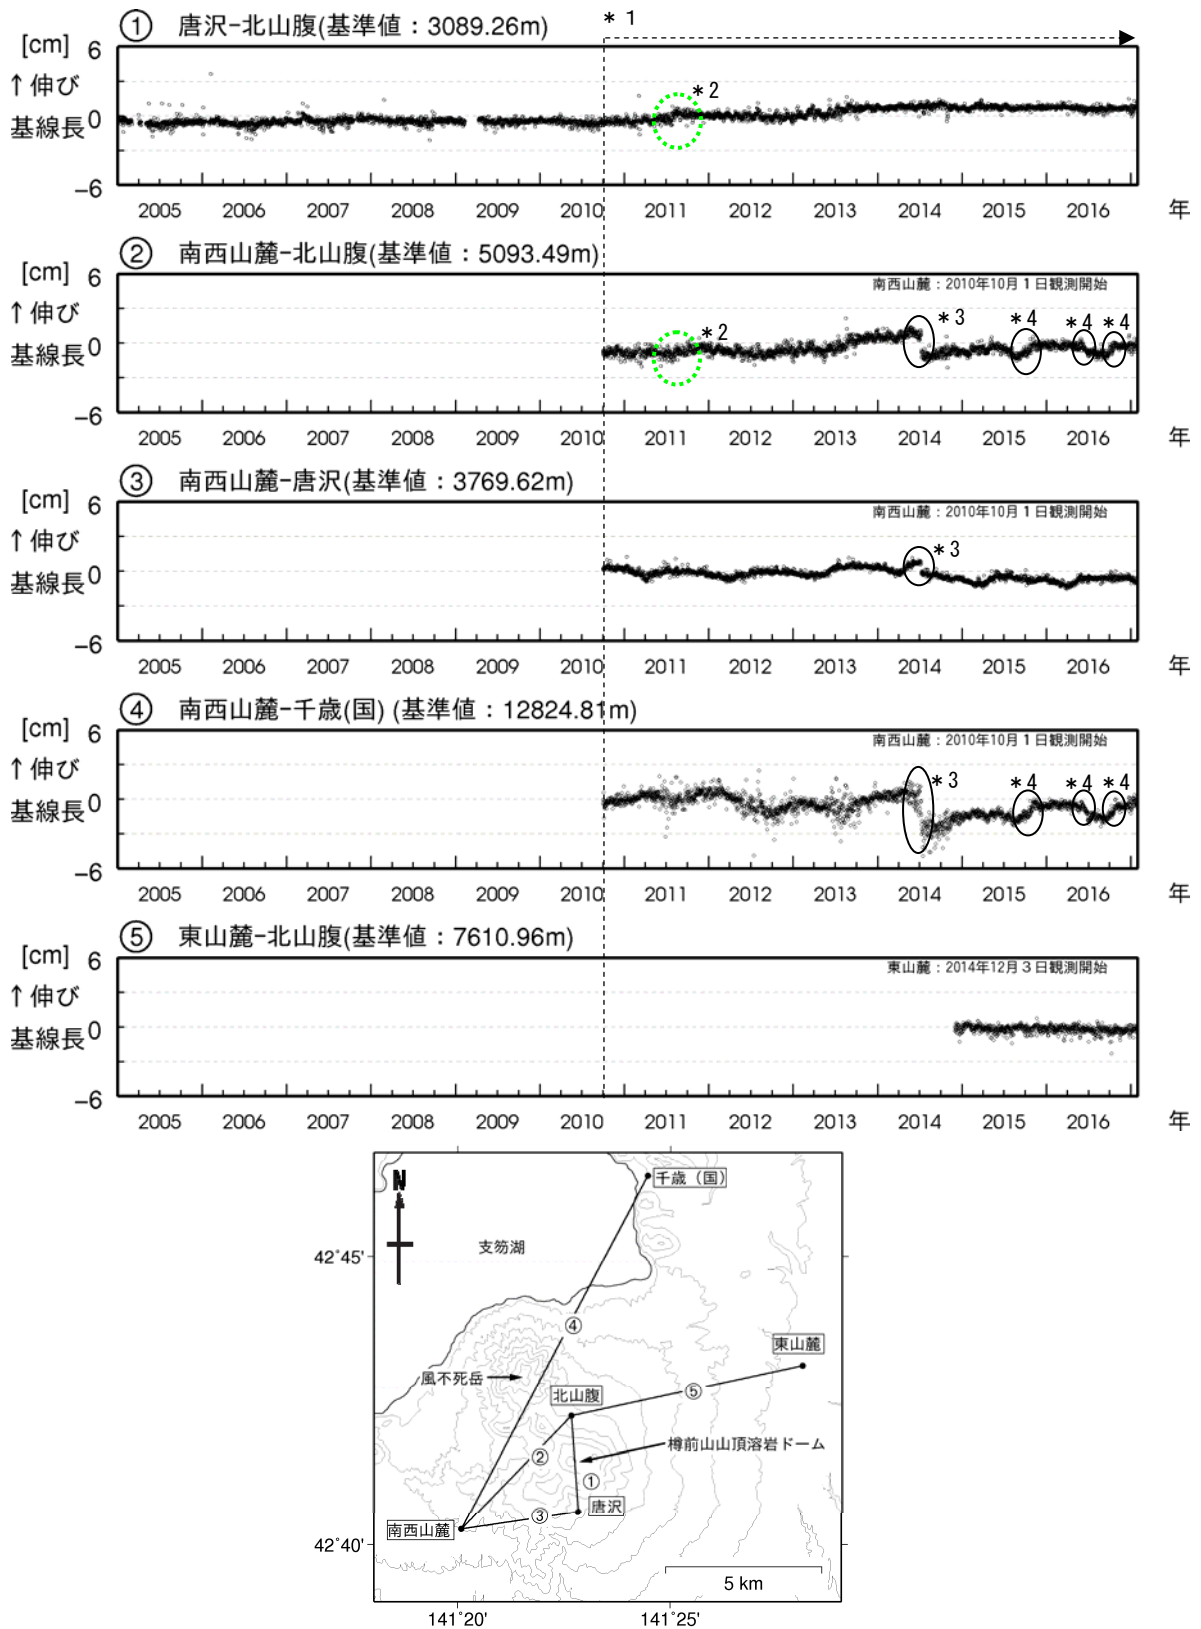 ① 唐沢-北山腹(基準値：3089.26m)
＊1
[cm]
6
↑伸び
基線長
0
-6
＊2
2005 2006 2007 2008 2009 2010 2011 2012 2013 2014 2015 2016 年
② 南西山麓-北山腹(基準値：5093.49m)
[cm]
6
↑伸び
基線長
0
-6
南西山麓：2010年10月1日観測開始
＊2
＊3
＊4
＊4
＊4
2005 2006 2007 2008 2009 2010 2011 2012 2013 2014 2015 2016 年
③ 南西山麓-唐沢(基準値：3769.62m)
[cm]
6
↑伸び
基線長
0
-6
南西山麓：2010年10月1日観測開始
＊3
2005 2006 2007 2008 2009 2010 2011 2012 2013 2014 2015 2016 年
④ 南西山麓-千歳(国) (基準値：12824.81m)
[cm]
6
↑伸び
基線長
0
-6
南西山麓：2010年10月1日観測開始
＊3
＊4
＊4
＊4
2005 2006 2007 2008 2009 2010 2011 2012 2013 2014 2015 2016 年
⑤ 東山麓-北山腹(基準値：7610.96m)
[cm]
6
↑伸び
基線長
0
-6
東山麓：2014年12月3日観測開始
2005 2006 2007 2008 2009 2010 2011 2012 2013 2014 2015 2016 年
N
千歳（国）
支笏湖
42˚45'
④
東山麓
風不死岳
北山腹
⑤
樽前山山頂溶岩ドーム
②
①
唐沢
③
南西山麓
42˚40'
5 km
141˚20'
141˚25'